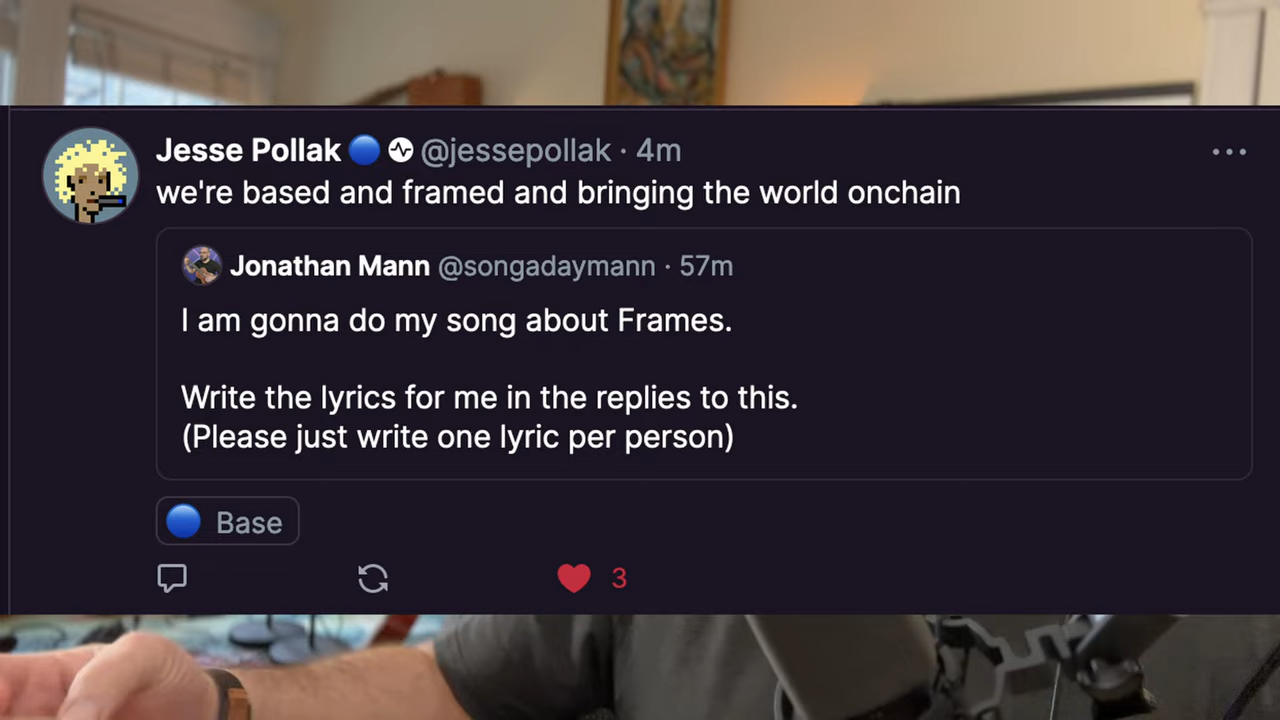 Jesse Pollak 🔵 @jessepollak · 4m
we're based and framed and bringing the world onchain
Jonathan Mann @songadaymann · 57m
I am gonna do my song about Frames.
Write the lyrics for me in the replies to this.
(Please just write one lyric per person)
🔵 Base
3